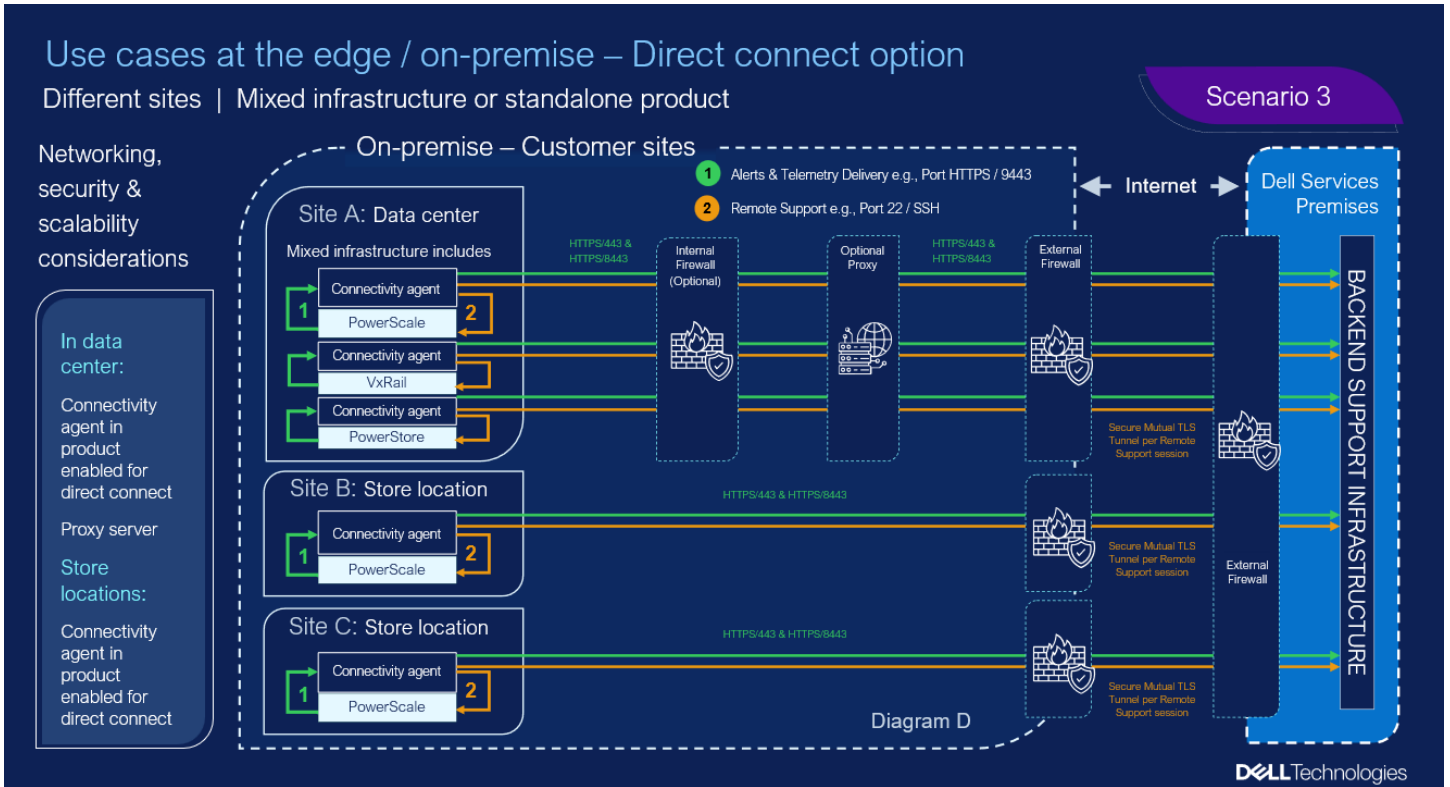 Use cases at the edge / on-premise – Direct connect option
Different sites | Mixed infrastructure or standalone product
Scenario 3
Networking,
security &
scalability
considerations
In data
center:
Connectivity
agent in
product
enabled for
direct connect
Proxy server
Store
locations:
Connectivity
agent in
product
enabled for
direct connect
On-premise – Customer sites
1 Alerts & Telemetry Delivery e.g., Port HTTPS / 9443
2 Remote Support e.g., Port 22 / SSH
Internet
Dell Services
Premises
Site A: Data center
Mixed infrastructure includes
Connectivity agent
PowerScale
1
2
Connectivity agent
VxRail
Connectivity agent
PowerStore
HTTPS/443 &
HTTPS/8443
Internal
Firewall
(Optional)
Optional
Proxy
HTTPS/443 &
HTTPS/8443
External
Firewall
Secure Mutual TLS
Tunnel per Remote
Support session
Site B: Store location
Connectivity agent
PowerScale
1
2
HTTPS/443 & HTTPS/8443
Secure Mutual TLS
Tunnel per Remote
Support session
External
Firewall
Site C: Store location
Connectivity agent
PowerScale
1
2
HTTPS/443 & HTTPS/8443
Secure Mutual TLS
Tunnel per Remote
Support session
BACKEND SUPPORT INFRASTRUCTURE
Diagram D
DELLTechnologies